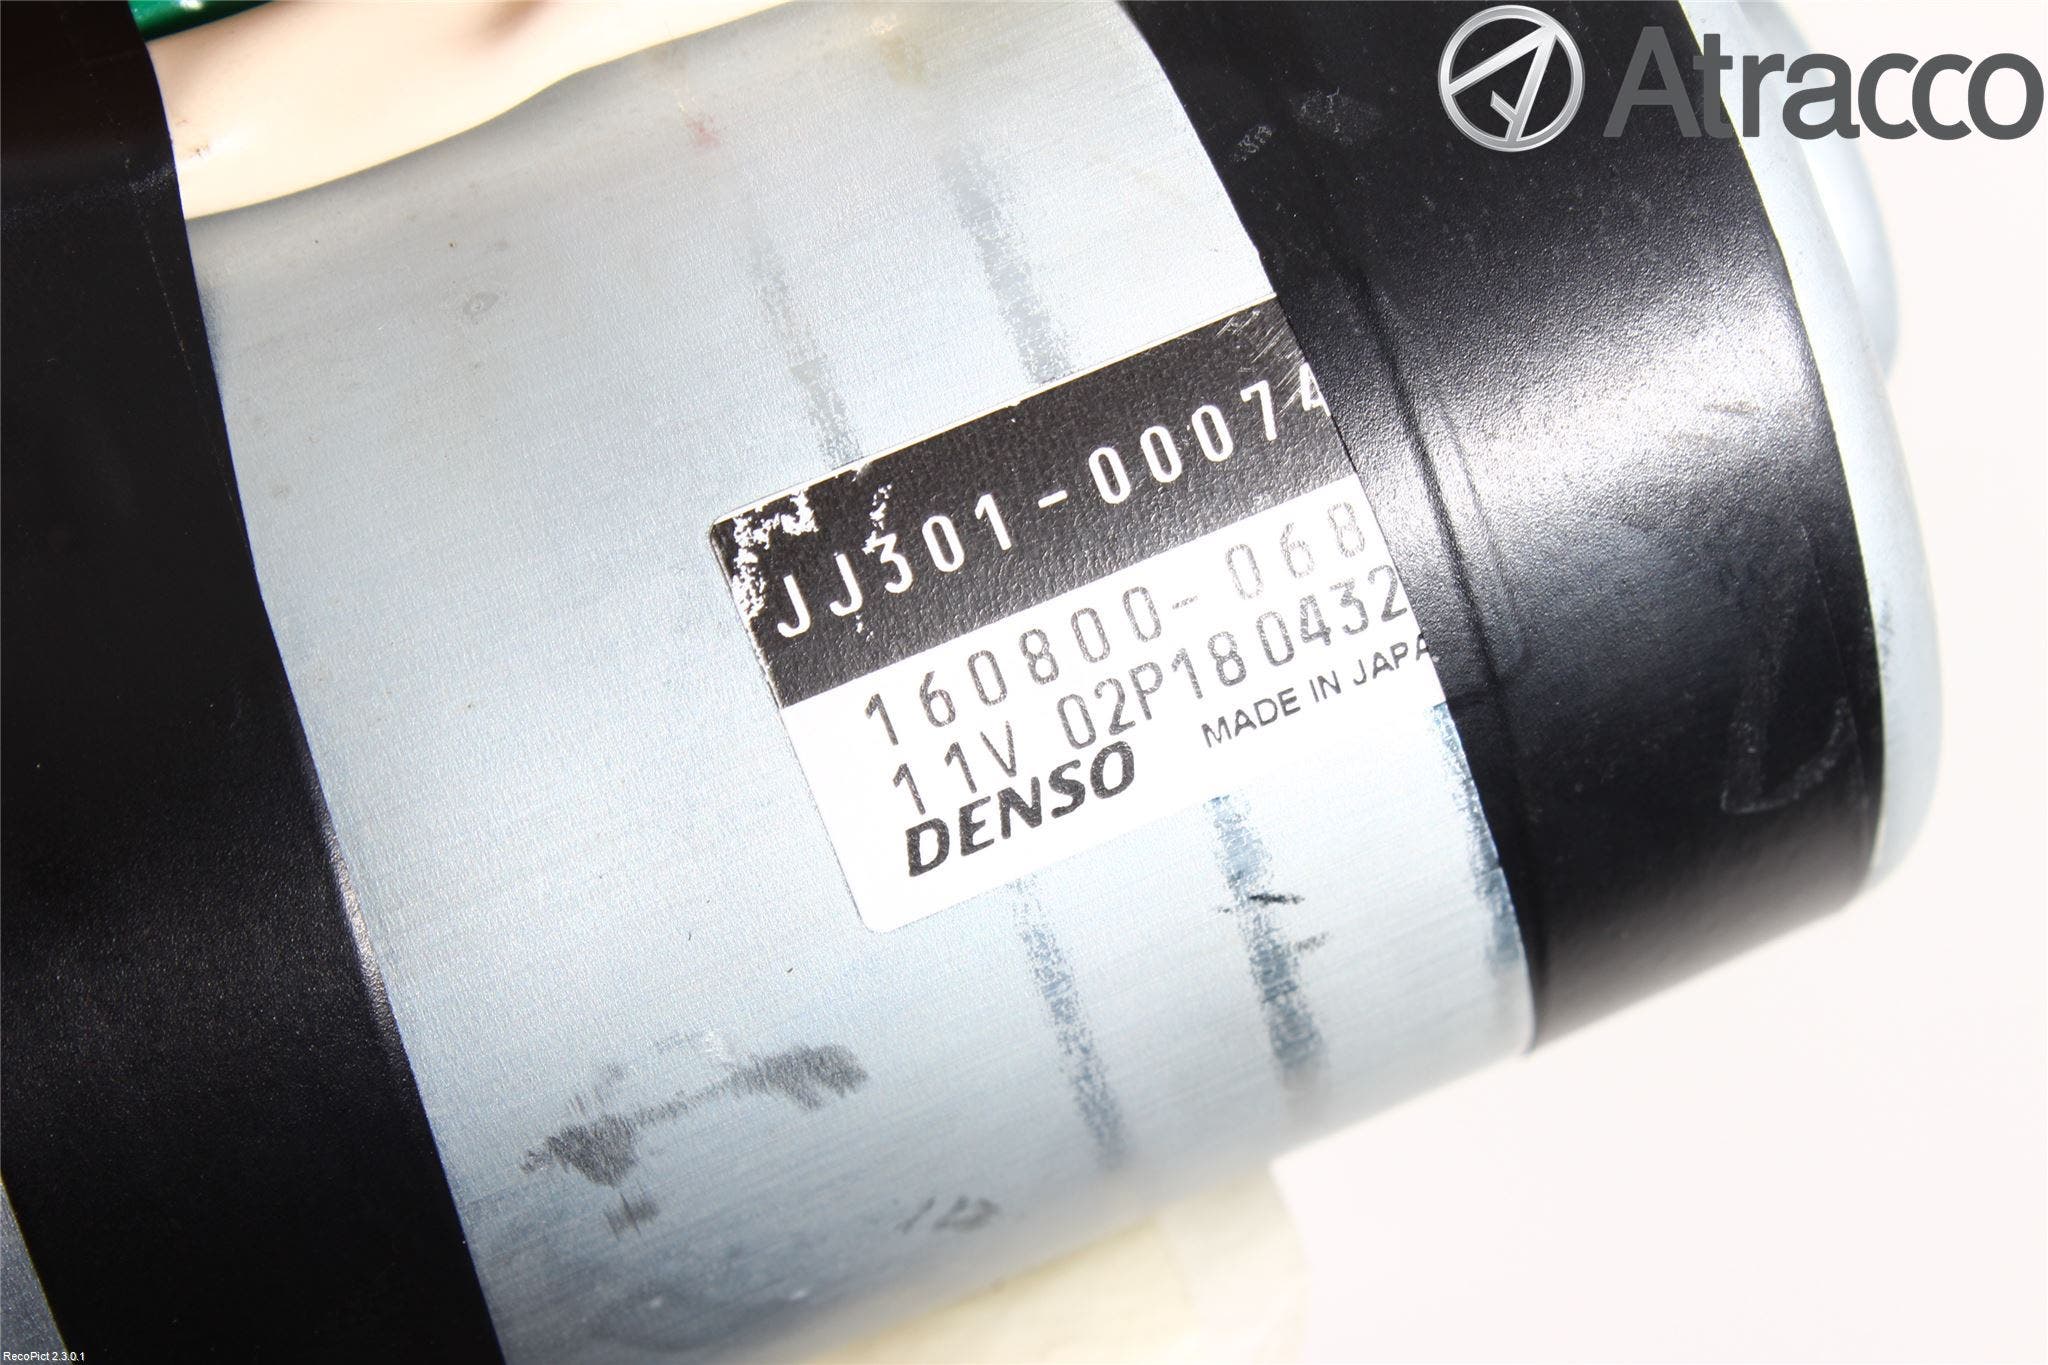 Atracco
JJ301-00074
160800-068
11V 02P180432
DENSO MADE IN JAPA
RecoPict 2.3.0.1